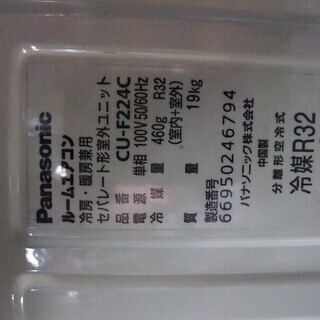 Panasonic
ルームエアコン
冷房・暖房兼用
セパレート形室外ユニット
品番 CU-F224C
電源 単相 100V 50/60Hz
冷媒量 460g R32
(室内+室外)
質量 19kg
製造番号
66950246794
パナソニック株式会社
中国製
分離形空冷式
冷媒R32